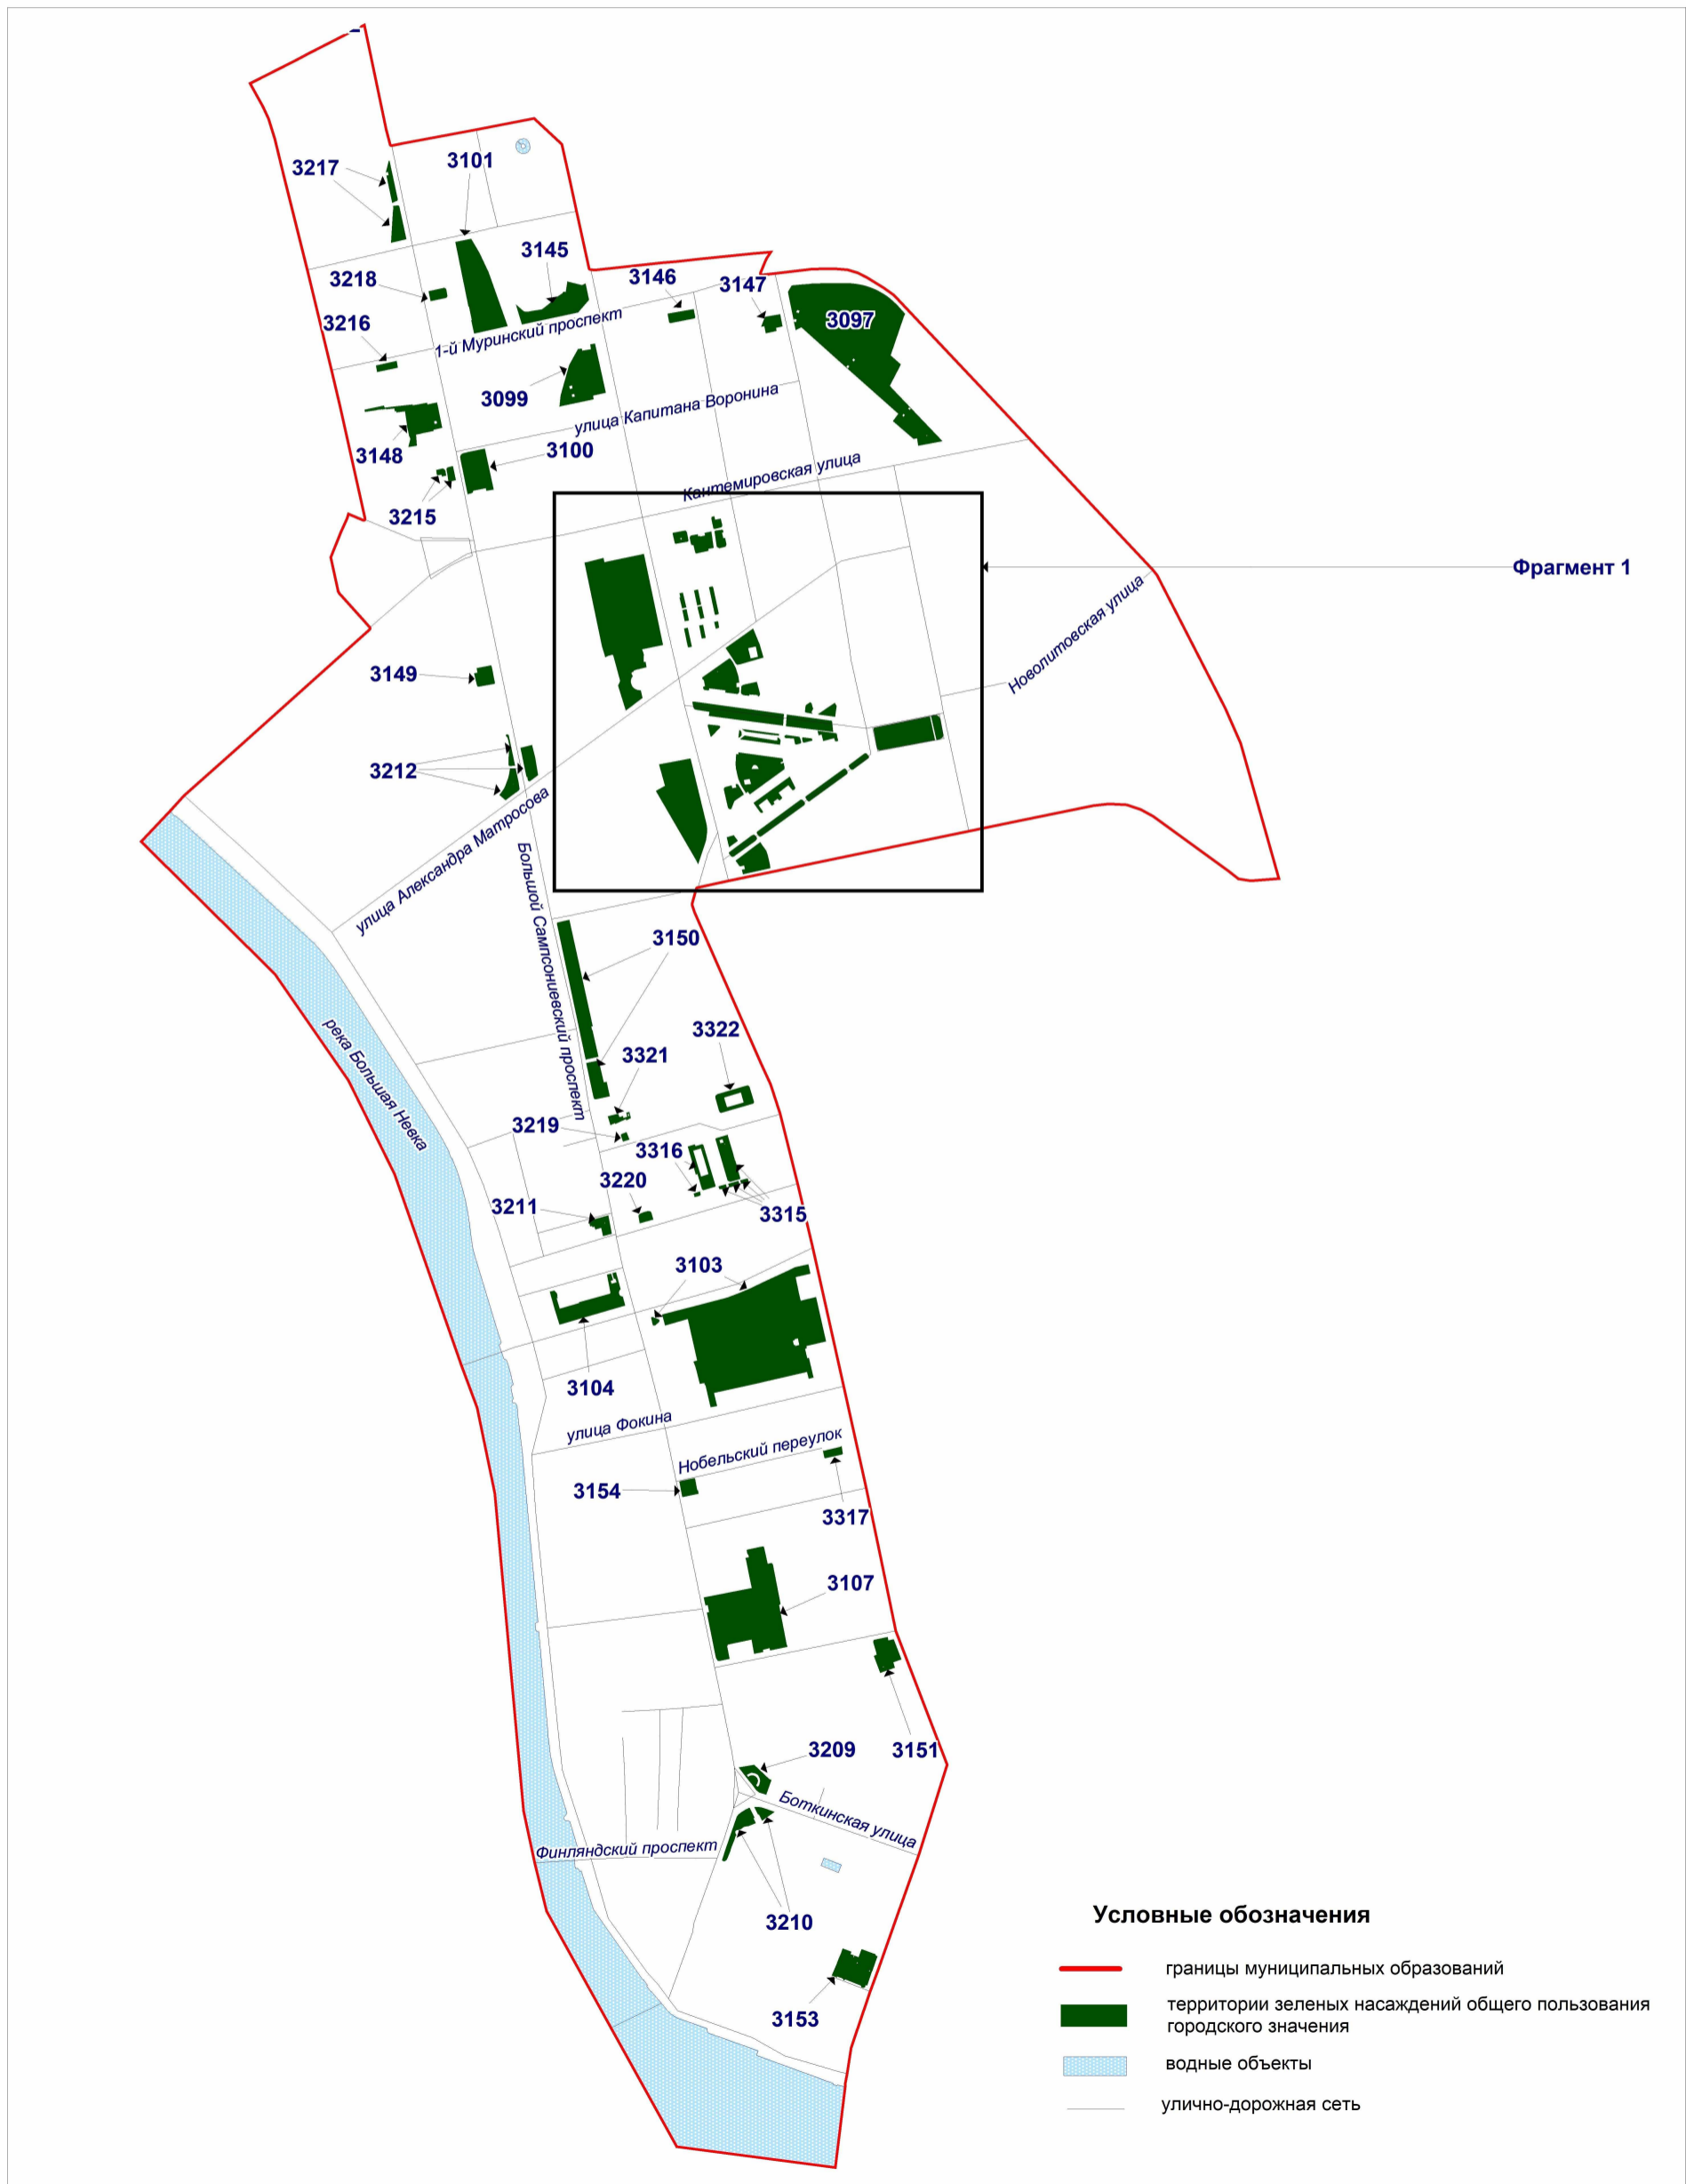 3217
3101
3145
3218
3146
3147
3216
3097
1-й Муринский проспект
3099
улица Капитана Воронина
3148
3100
Кантемировская улица
3215
Фрагмент 1
Новолитовская улица
3149
3212
улица Александра Матросова
Большой Сампсониевский проспект
3150
река Большая Невка
3322
3321
3219
3316
3220
3211
3315
3103
3104
улица Фокина
Нобельский переулок
3154
3317
3107
3209
3151
Боткинская улица
Финляндский проспект
3210
3153
Условные обозначения
границы муниципальных образований
территории зеленых насаждений общего пользования
городского значения
водные объекты
улично-дорожная сеть